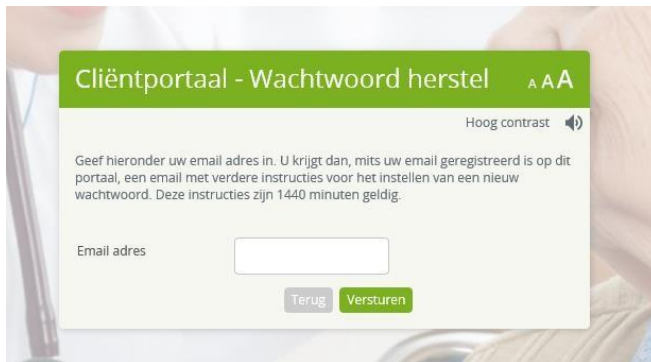 Cliëntportaal - Wachtwoord herstel A A A
Hoog contrast
Geef hieronder uw email adres in. U krijgt dan, mits uw email geregistreerd is op dit
portaal, een email met verdere instructies voor het instellen van een nieuw
wachtwoord. Deze instructies zijn 1440 minuten geldig.
Email adres
Terug Versturen